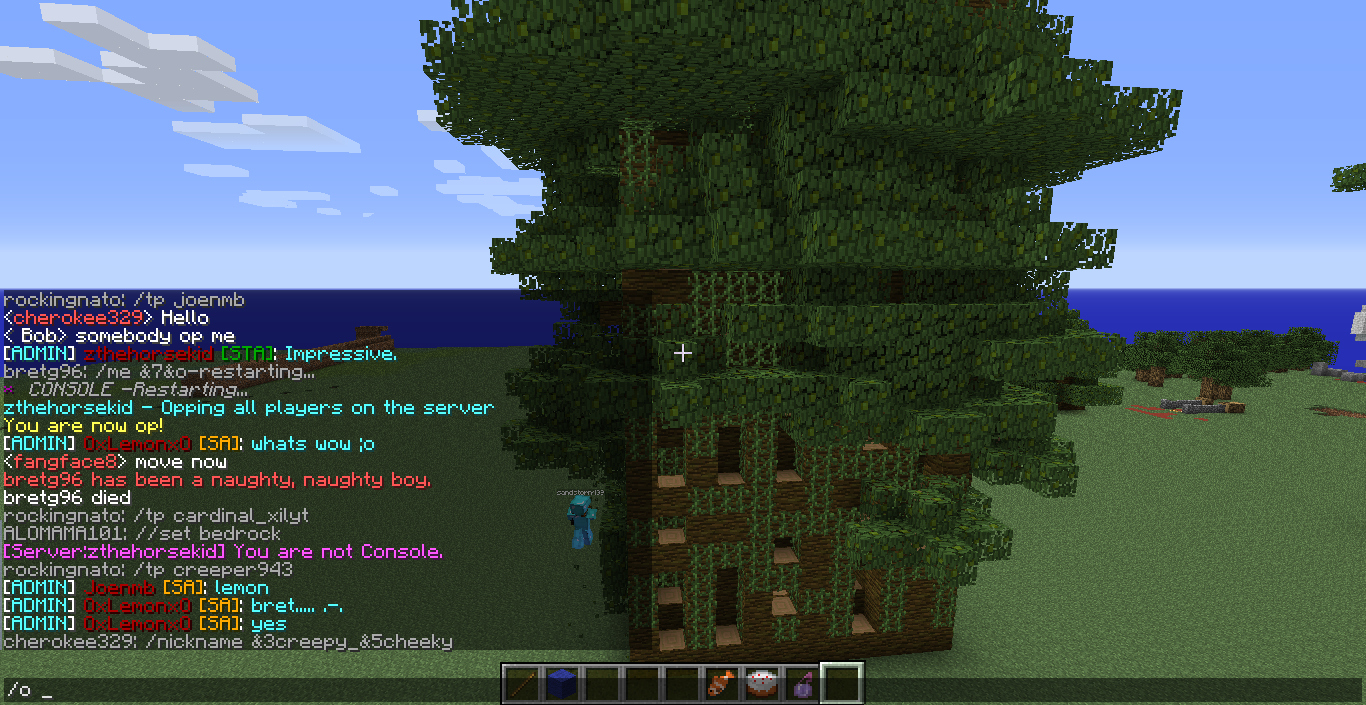 rockingnato: /tp joenmb
<cherokee329> Hello
< Bob> somebody op me
[ADMIN] zthehorsekid [STA]: Impressive.
bretg96: /me &7&o-restarting...
* CONSOLE -Restarting...
zthehorsekid - Opping all players on the server
You are now op!
[ADMIN] 0xLemonx0 [SA]: whats wow ;o
<fangface8> move now
bretg96 has been a naughty, naughty boy.
bretg96 died
rockingnato: /tp cardinal_xilyt
ALOMAMA101: //set bedrock
[Server:zthehorsekid] You are not Console.
rockingnato: /tp creeper943
[ADMIN] Joenmb [SA]: lemon
[ADMIN] 0xLemonx0 [SA]: bret..... .-.
[ADMIN] 0xLemonx0 [SA]: yes
cherokee329: /nickname &3creepy_&5cheeky
/o _